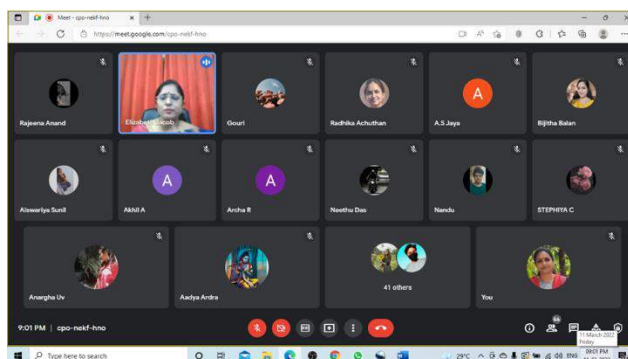 Meet - cpo-nekf-hno
https://meet.google.com/cpo-nekf-hno
Rajeena Anand
Elizabeth Jacob
Gouri
Radhika Achuthan
A
A.S Jaya
Bijitha Balan
Aiswariya Sunil
A
Akhil A
A
Archa R
Neethu Das
Nandu
STEPHIYA C
Anargha Uv
Aadya Ardra
41 others
You
9:01 PM | cpo-nekf-hno
11 March 2022
Friday
Type here to search
29°C
ENG
09:01 PM